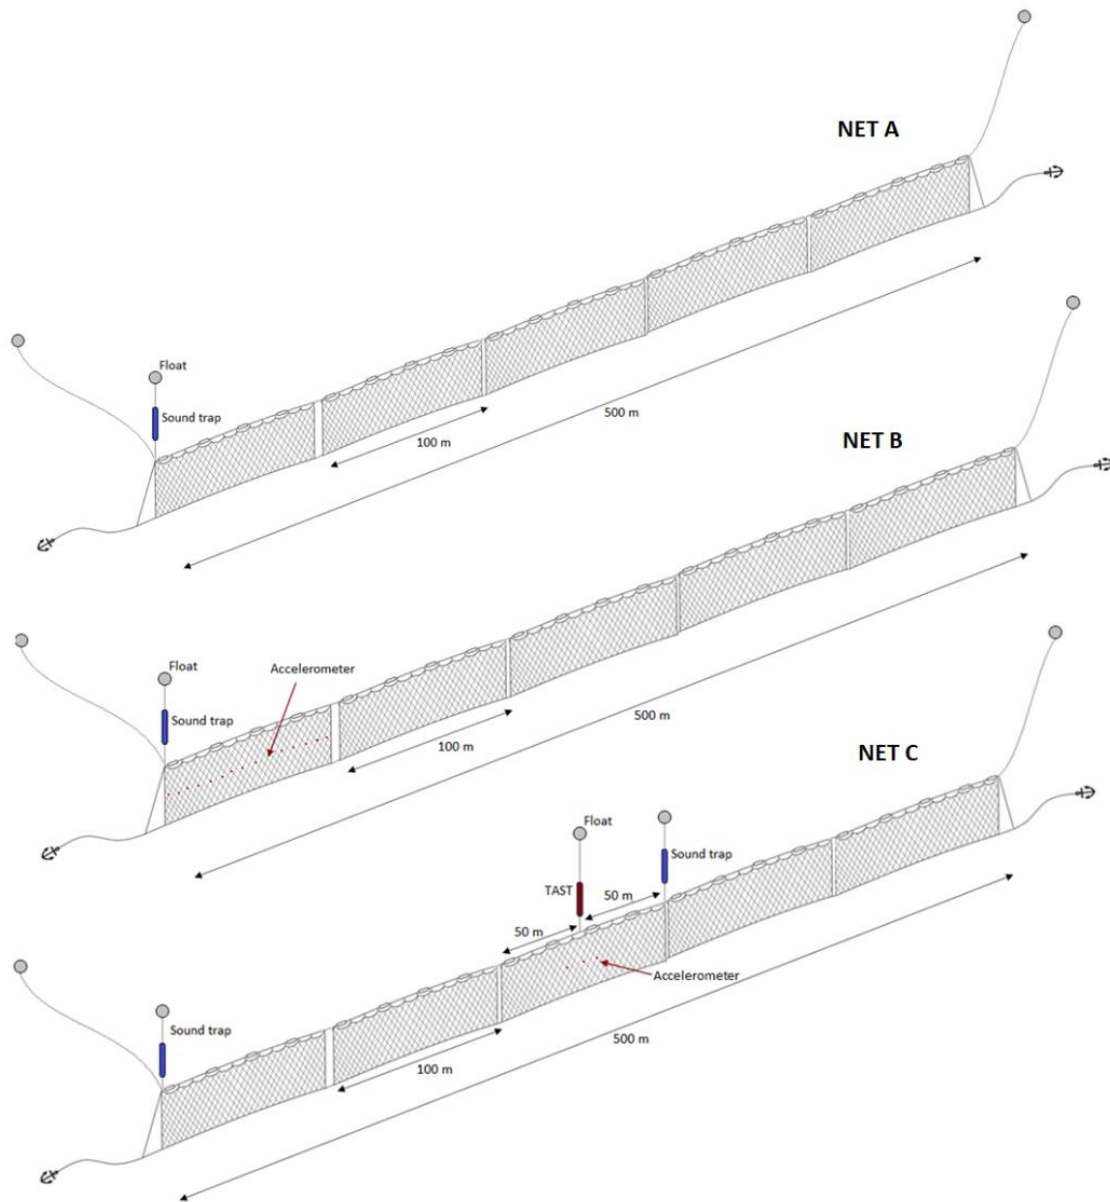 NET A
Float
Sound trap
500 m
100 m
NET B
Float
Accelerometer
Sound trap
500 m
100 m
NET C
Float
Sound trap
TAST
50 m
50 m
Accelerometer
Sound trap
500 m
100 m